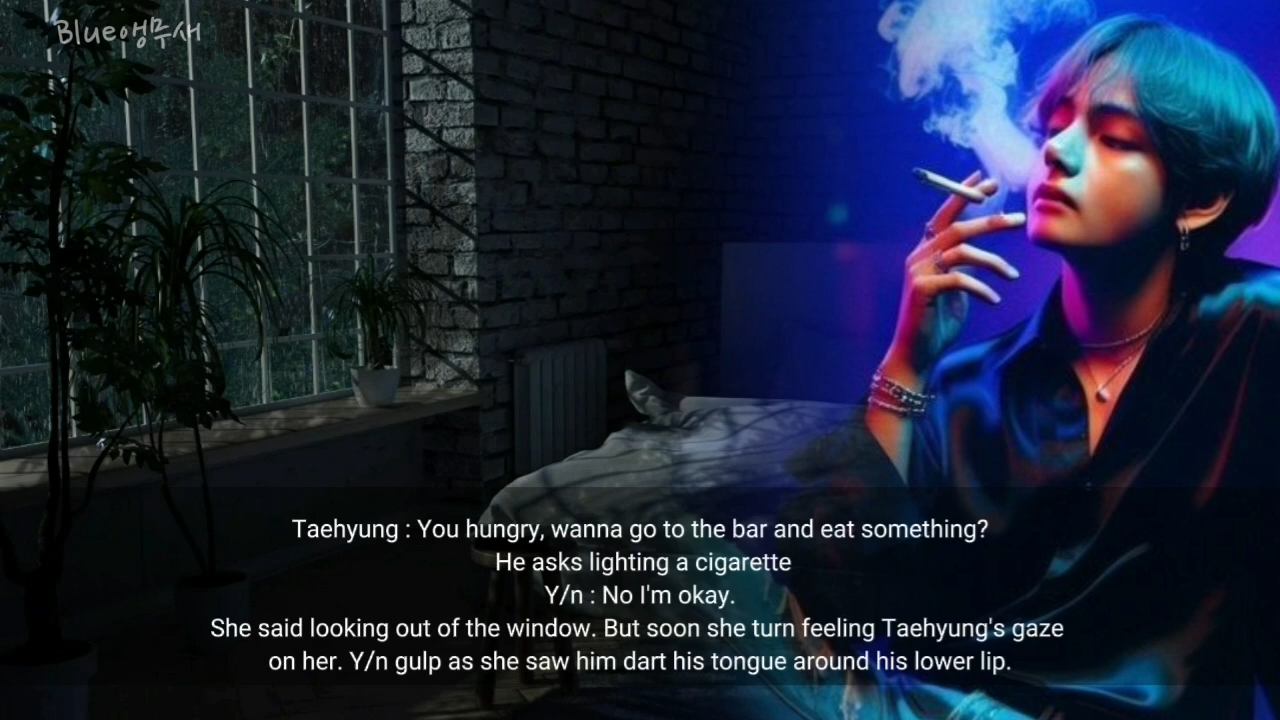 Blue앵무새
Taehyung : You hungry, wanna go to the bar and eat something?
He asks lighting a cigarette
Y/n : No I'm okay.
She said looking out of the window. But soon she turn feeling Taehyung's gaze
on her. Y/n gulp as she saw him dart his tongue around his lower lip.